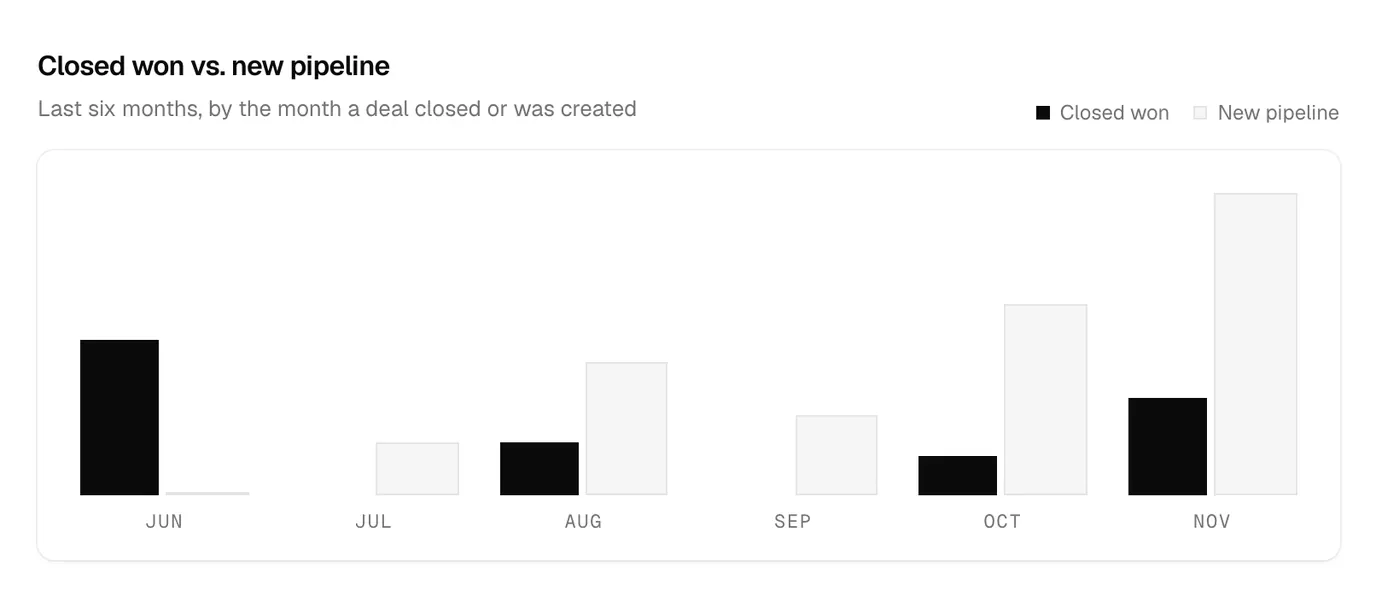 Closed won vs. new pipeline
Last six months, by the month a deal closed or was created
Closed won
New pipeline
JUN
JUL
AUG
SEP
OCT
NOV